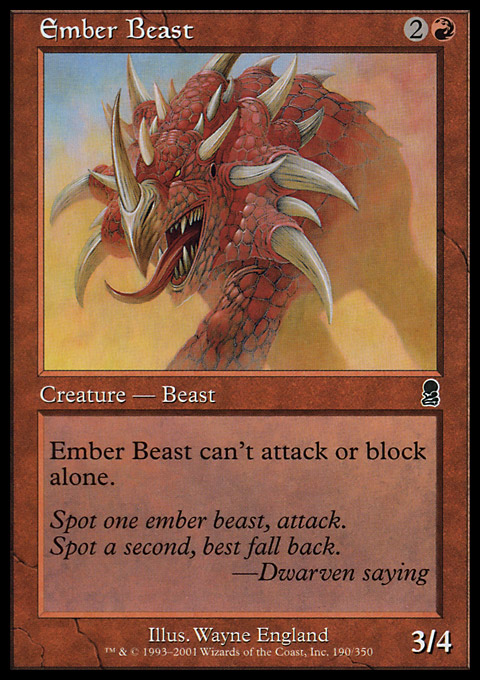 Ember Beast 2
Creature — Beast
Ember Beast can't attack or block
alone.
Spot one ember beast, attack.
Spot a second, best fall back.
—Dwarven saying
Illus. Wayne England
™ & © 1993–2001 Wizards of the Coast, Inc. 190/350
3/4